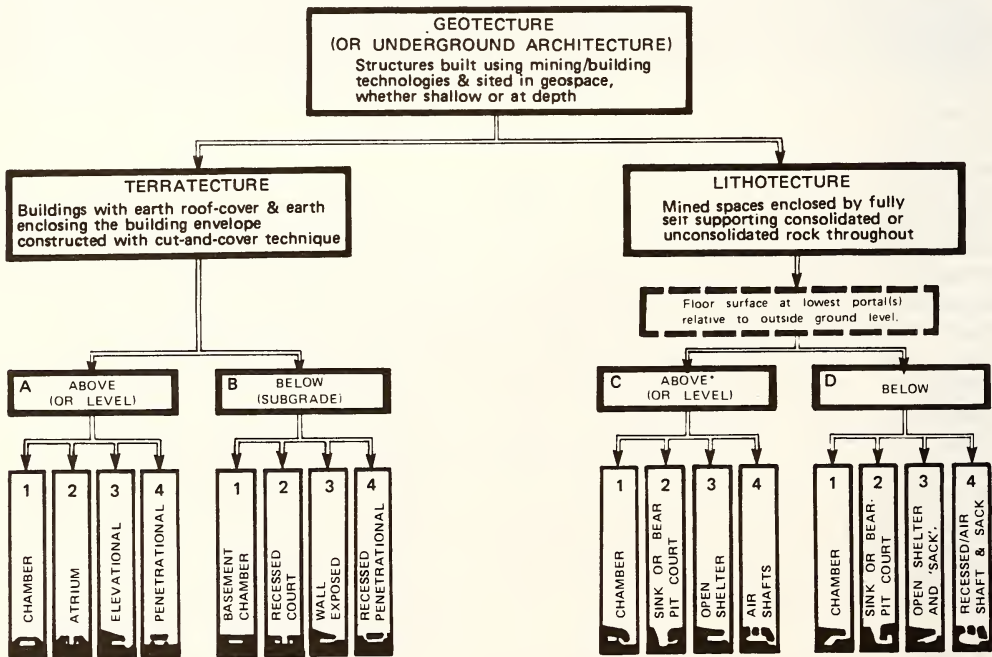 GEOTECTURE
(OR UNDERGROUND ARCHITECTURE)
Structures built using mining/building
technologies & sited in geospace,
whether shallow or at depth
TERRATECTURE
Buildings with earth roof-cover & earth
enclosing the building envelope
constructed with cut-and-cover technique
LITHOTECTURE
Mined spaces enclosed by fully
self supporting consolidated or
unconsolidated rock throughout
Floor surface at lowest portal(s)
relative to outside ground level.
A ABOVE
(OR LEVEL)
B BELOW
(SUBGRADE)
C ABOVE*
(OR LEVEL)
D BELOW
1
CHAMBER
2
ATRIUM
3
ELEVATIONAL
4
PENETRATIONAL
1
BASEMENT
CHAMBER
2
RECESSED
COURT
3
WALL
EXPOSED
4
RECESSED
PENETRATIONAL
1
CHAMBER
2
SINK OR BEAR
PIT COURT
3
OPEN
SHELTER
4
AIR
SHAFTS
1
CHAMBER
2
SINK OR BEAR-
PIT COURT
3
OPEN SHELTER
AND 'SACK',
4
RECESSED/AIR
SHAFT & SACK